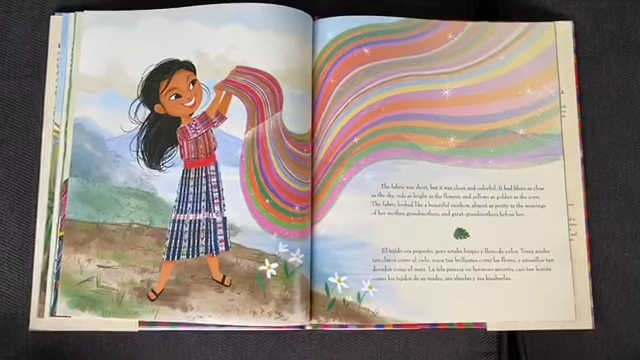 The fabric was short, but it was clean and colorful. It had blues as clear
as the sky, reds as bright as the flowers, and yellows as golden as the corn.
The fabric looked like a beautiful rainbow, almost as pretty as the weavings
of her mother, grandmothers, and great-grandmothers before her.
El tejido era pequeño, pero estaba limpio y lleno de color. Tenía azules
tan claros como el cielo, rojos tan brillantes como las flores, y amarillos tan
dorados como el maíz. La tela parecía un hermoso arcoíris, casi tan bonita
como los tejidos de su madre, sus abuelas y sus bisabuelas.